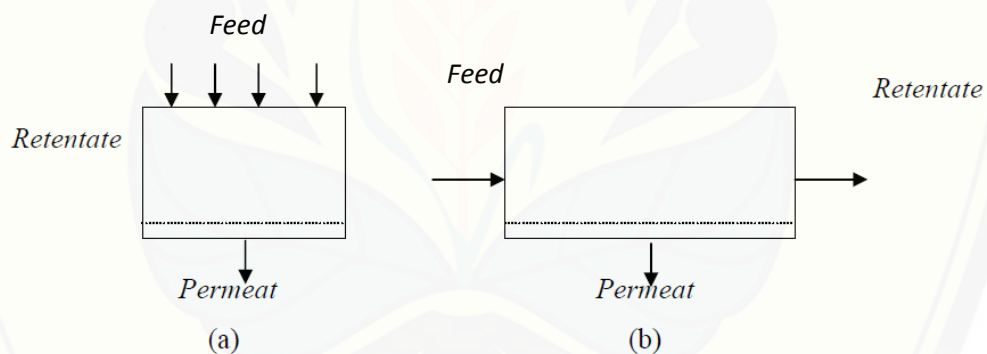 Feed
Retentate
Permeat
(a)
Feed
Retentate
Permeat
(b)